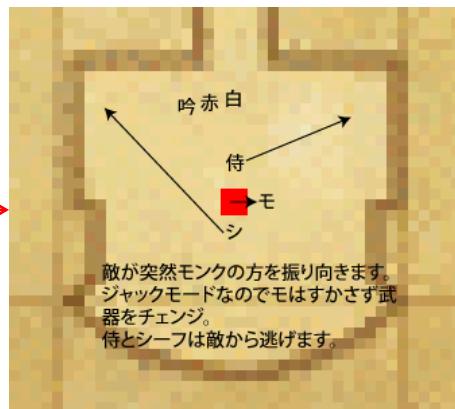 吟赤白
侍
モ
シ
敵が突然モンクの方を振り向きます。
ジャックモードなのでモはすかさず武
器をチェンジ。
侍とシーフは敵から逃げます。